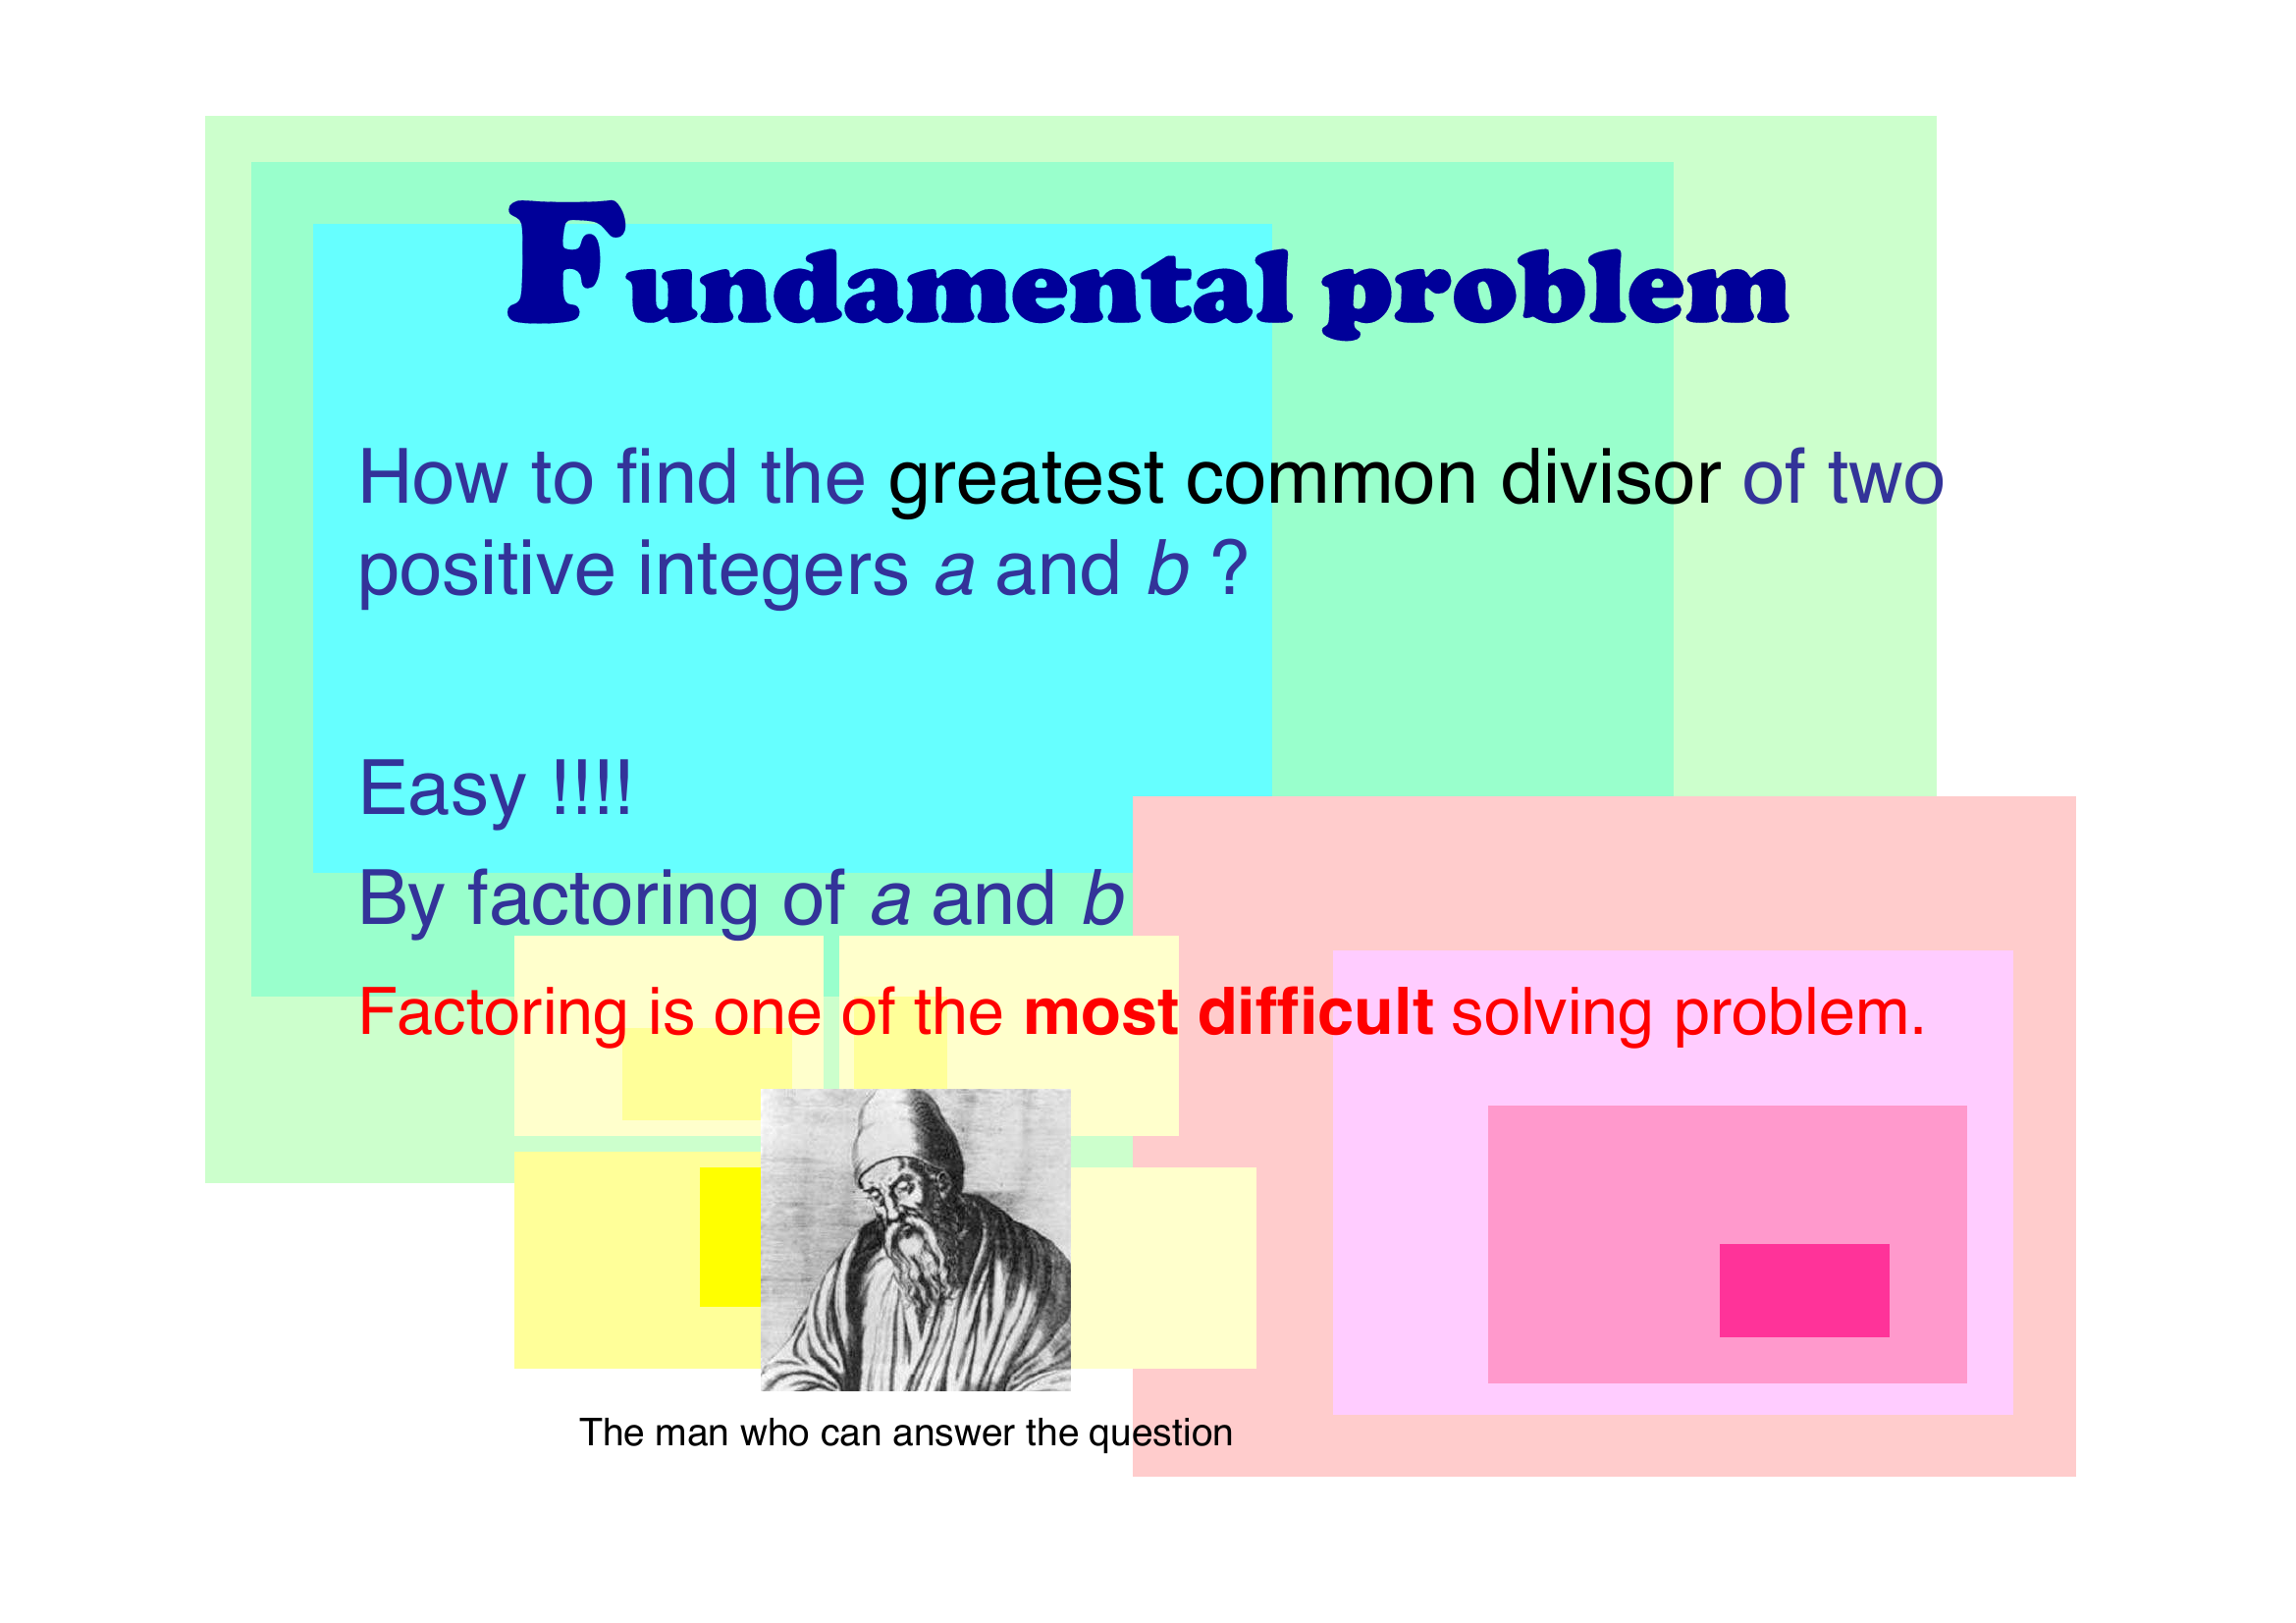 Fundamental problem
How to find the greatest common divisor of two
positive integers a and b ?
Easy !!!!
By factoring of a and b
Factoring is one of the most difficult solving problem.
The man who can answer the question